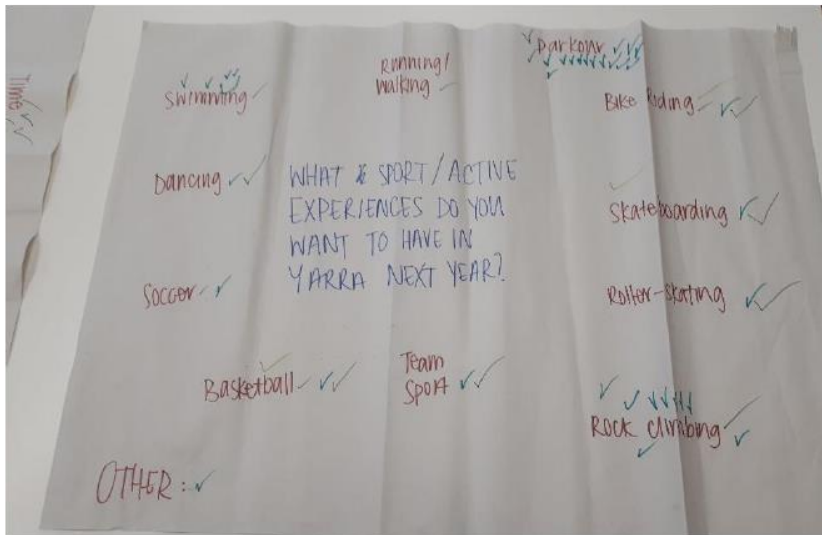 Time
Parkour
Running/
Walking
Swimming
Bike Riding
Dancing
WHAT SPORT/ACTIVE
EXPERIENCES DO YOU
WANT TO HAVE IN
YARRA NEXT YEAR?
Skateboarding
Soccer
Roller-Skating
Team
Sport
Basketball
Rock climbing
OTHER: